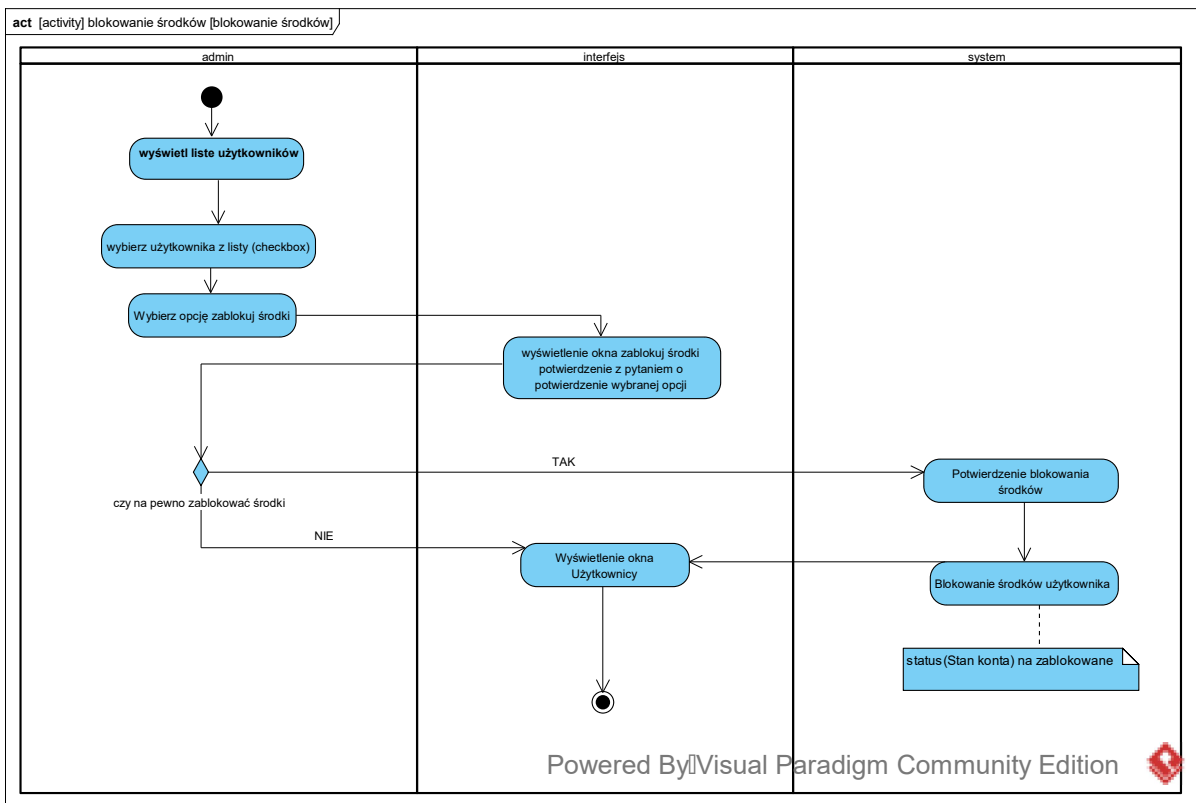 act [activity] blokowanie środków [blokowanie środków]
admin
interfejs
system
wyświetl liste użytkowników
wybierz użytkownika z listy (checkbox)
Wybierz opcję zablokuj środki
wyświetlenie okna zablokuj środki
potwierdzenie z pytaniem o
potwierdzenie wybranej opcji
TAK
czy na pewno zablokować środki
Potwierdzenie blokowania
środków
NIE
Wyświetlenie okna
Użytkownicy
Blokowanie środków użytkownika
status(Stan konta) na zablokowane
Powered By Visual Paradigm Community Edition